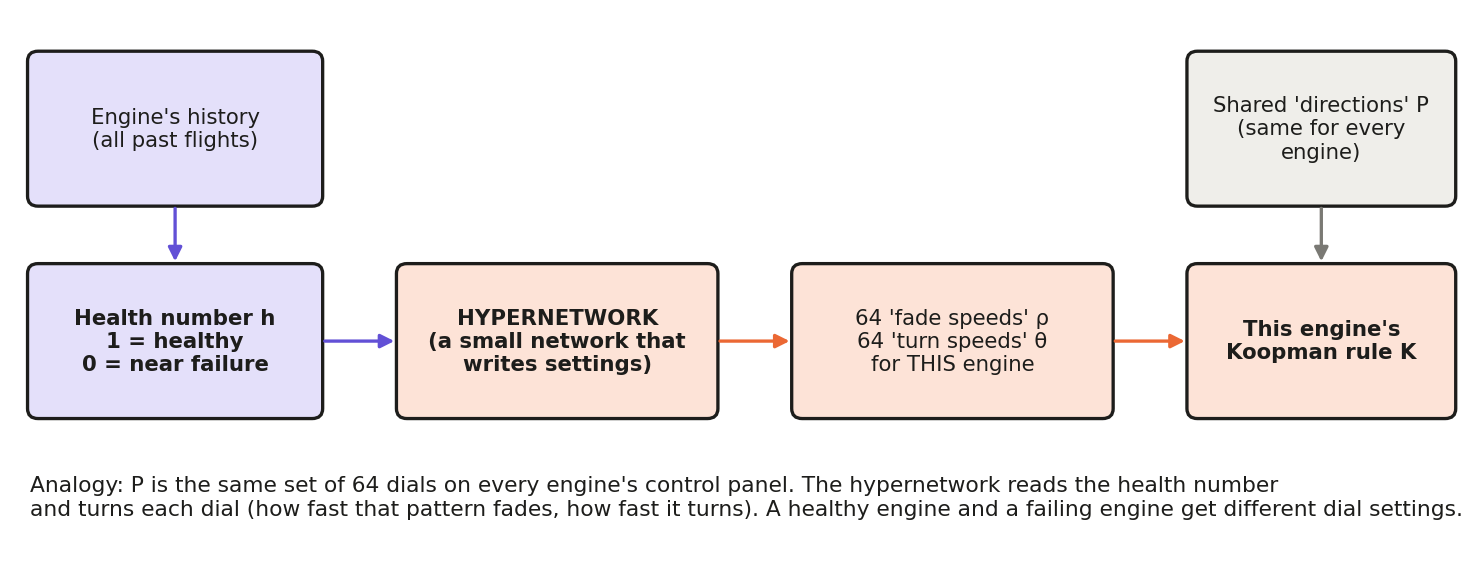 Engine's history
(all past flights)
Shared 'directions' P
(same for every
engine)
Health number h
1 = healthy
0 = near failure
HYPERNETWORK
(a small network that
writes settings)
64 'fade speeds' ρ
64 'turn speeds' θ
for THIS engine
This engine's
Koopman rule K
Analogy: P is the same set of 64 dials on every engine's control panel. The hypernetwork reads the health number
and turns each dial (how fast that pattern fades, how fast it turns). A healthy engine and a failing engine get different dial settings.